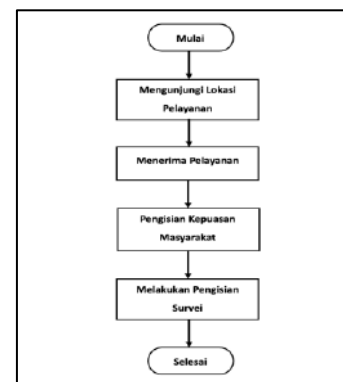 Mulai
Mengunjungi Lokasi
Pelayanan
Menerima Pelayanan
Pengisian Kepuasan
Masyarakat
Melakukan Pengisian
Survei
Selesai